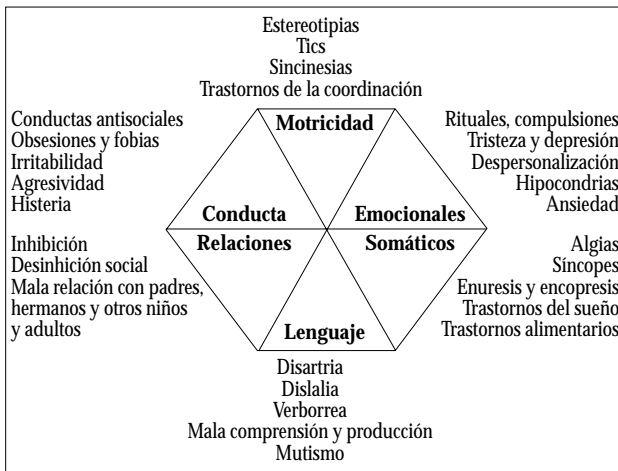 Estereotipias
Tics
Sincinesias
Trastornos de la coordinación
Motricidad
Conductas antisociales
Obsesiones y fobias
Irritabilidad
Agresividad
Histeria
Conducta
Rituales, compulsiones
Tristeza y depresión
Despersonalización
Hipocondrias
Ansiedad
Emocionales
Relaciones
Inhibición
Desinhición social
Mala relación con padres,
hermanos y otros niños
y adultos
Somáticos
Algias
Síncopes
Enuresis y encopresis
Trastornos del sueño
Trastornos alimentarios
Lenguaje
Disartria
Dislalia
Verborrea
Mala comprensión y producción
Mutismo